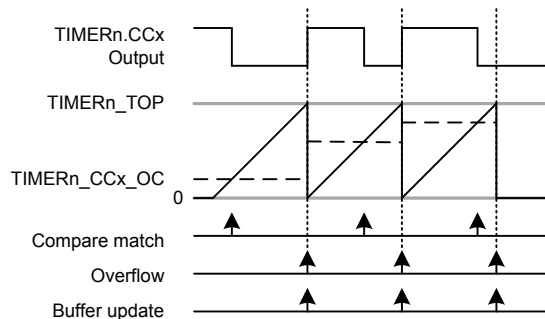 TIMERn.CCx
Output
TIMERn_TOP
TIMERn_CCx_OC
0
Compare match
Overflow
Buffer update